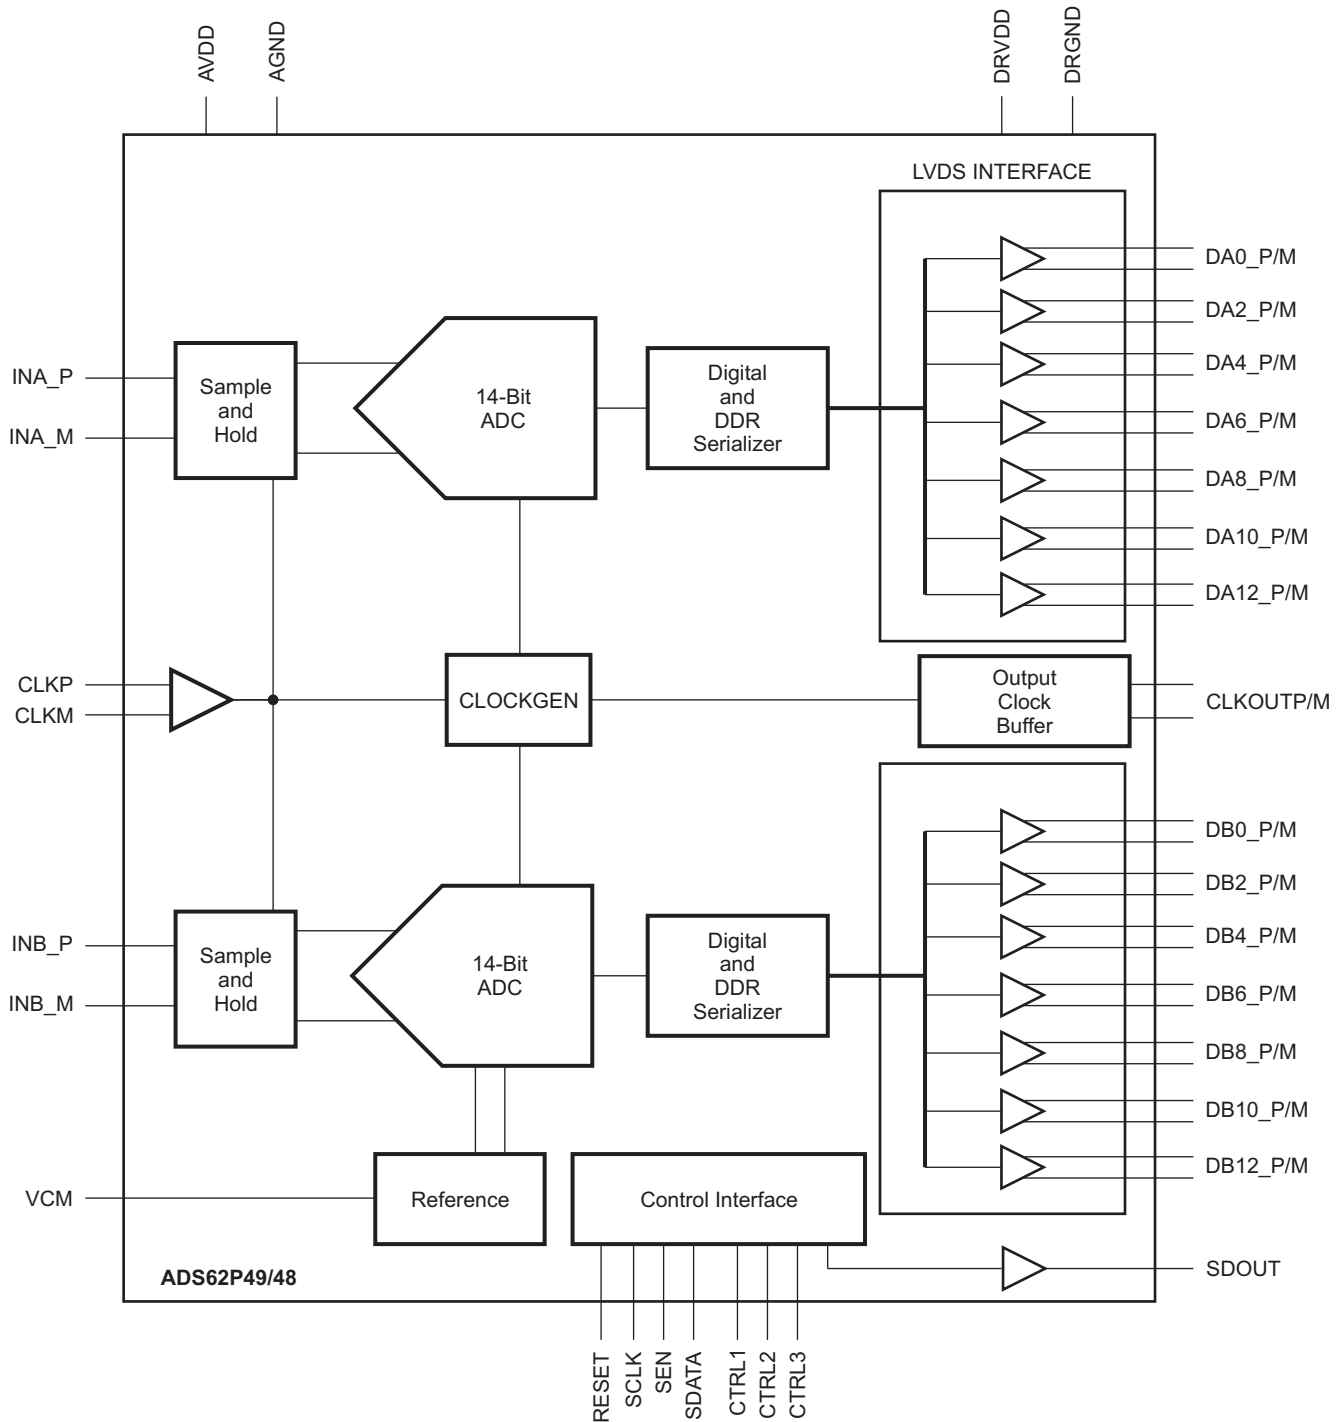 AVDD
AGND
DRVDD
DRGND
LVDS INTERFACE
DA0_P/M
DA2_P/M
DA4_P/M
DA6_P/M
DA8_P/M
DA10_P/M
DA12_P/M
INA_P
INA_M
Sample
and
Hold
14-Bit
ADC
Digital
and
DDR
Serializer
CLKP
CLKM
CLOCKGEN
Output
Clock
Buffer
CLKOUTP/M
INB_P
INB_M
Sample
and
Hold
14-Bit
ADC
Digital
and
DDR
Serializer
DB0_P/M
DB2_P/M
DB4_P/M
DB6_P/M
DB8_P/M
DB10_P/M
DB12_P/M
VCM
Reference
Control Interface
SDOUT
ADS62P49/48
RESET
SCLK
SEN
SDATA
CTRL1
CTRL2
CTRL3